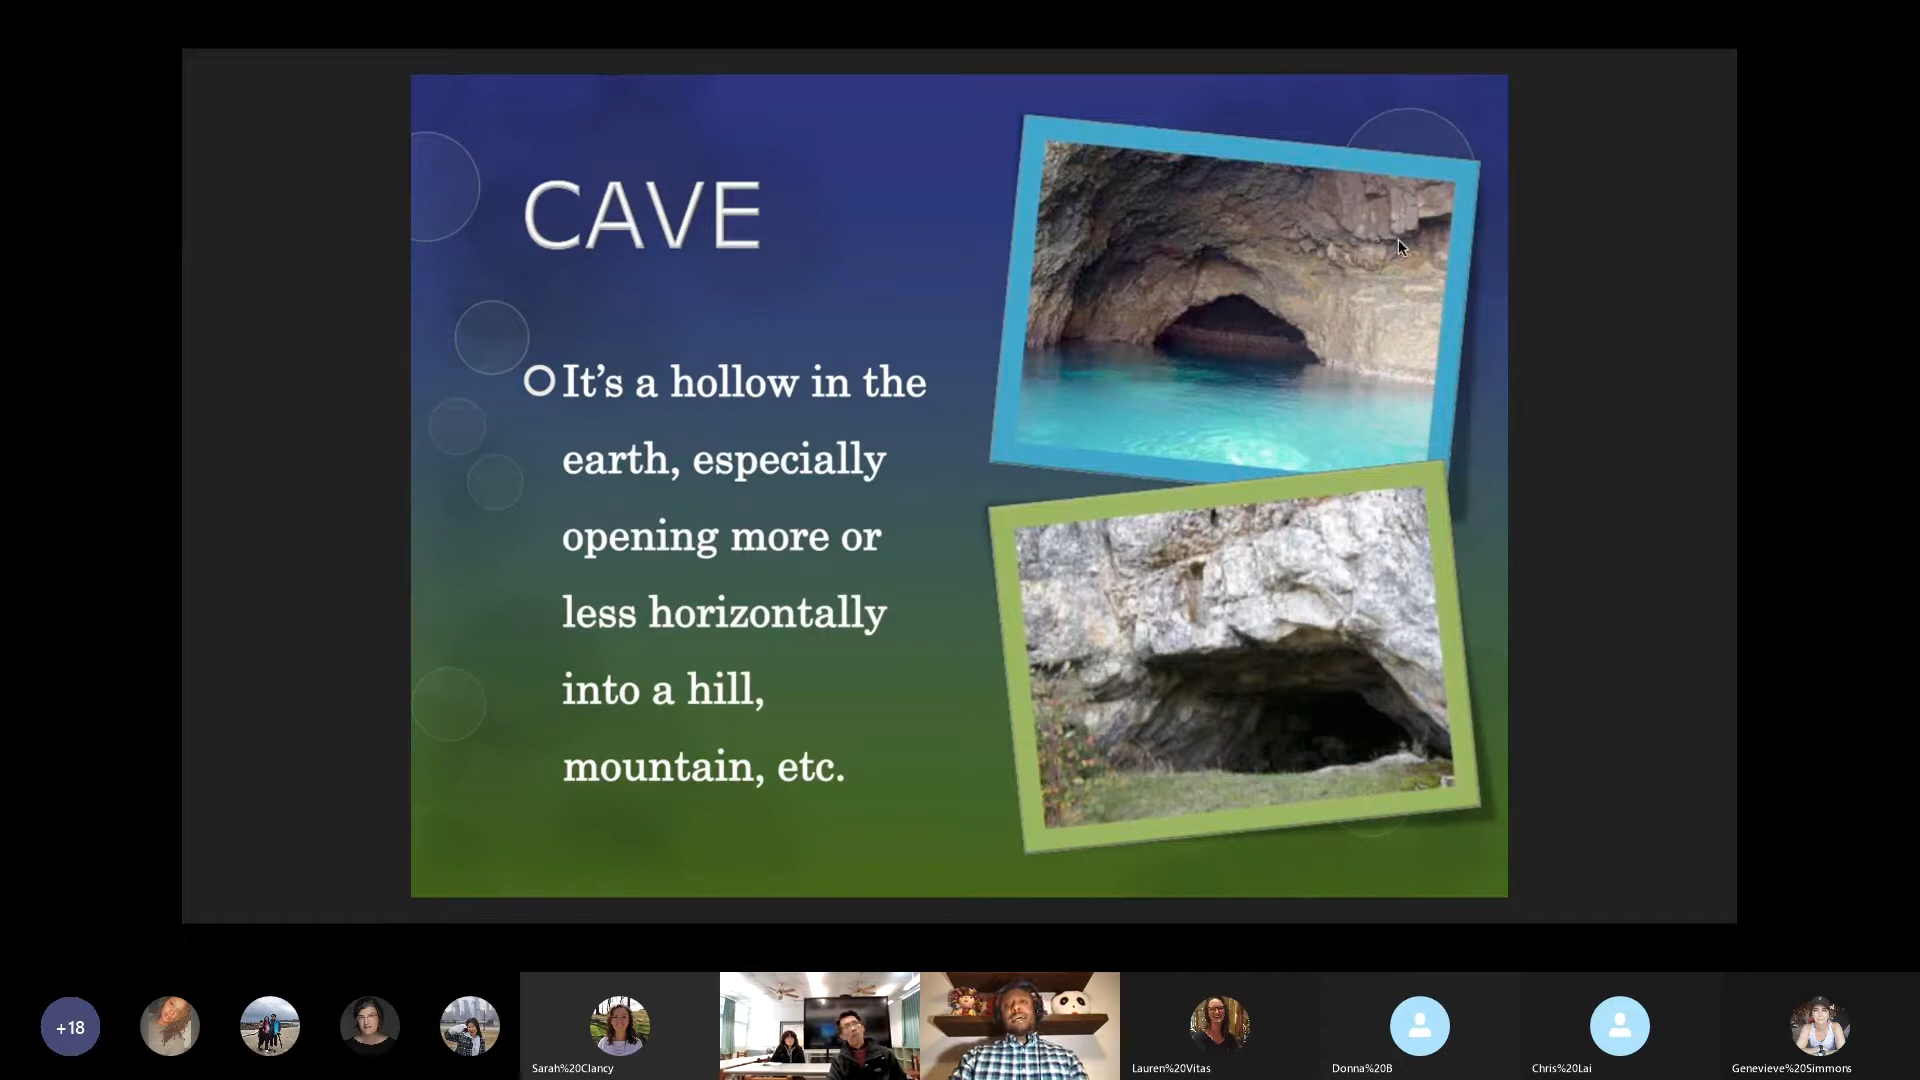 CAVE
It's a hollow in the
earth, especially
opening more or
less horizontally
into a hill,
mountain, etc.
+18
Sarah%20Clancy
Lauren%20Vitas
Donna%20B
Chris%20Lai
Genevieve%20Simmons